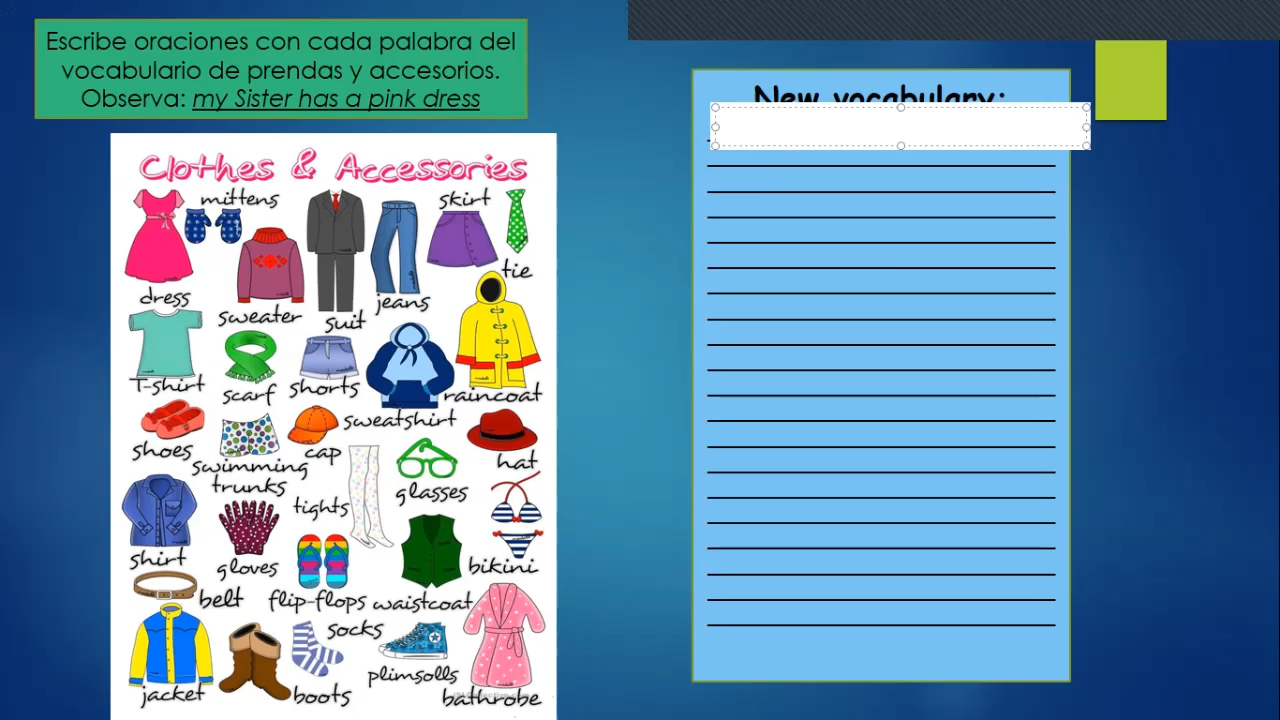 Escribe oraciones con cada palabra del
vocabulario de prendas y accesorios.
Observa: my Sister has a pink dress
New vocabulary:
Clothes & Accessories
mittens
skirt
tie
dress
sweater
suit
jeans
T-shirt
scarf
shorts
raincoat
sweatshirt
shoes
cap
hat
swimming
trunks
tights
glasses
shirt
gloves
bikini
belt
flip-flops
waistcoat
socks
plimsolls
jacket
boots
bathrobe